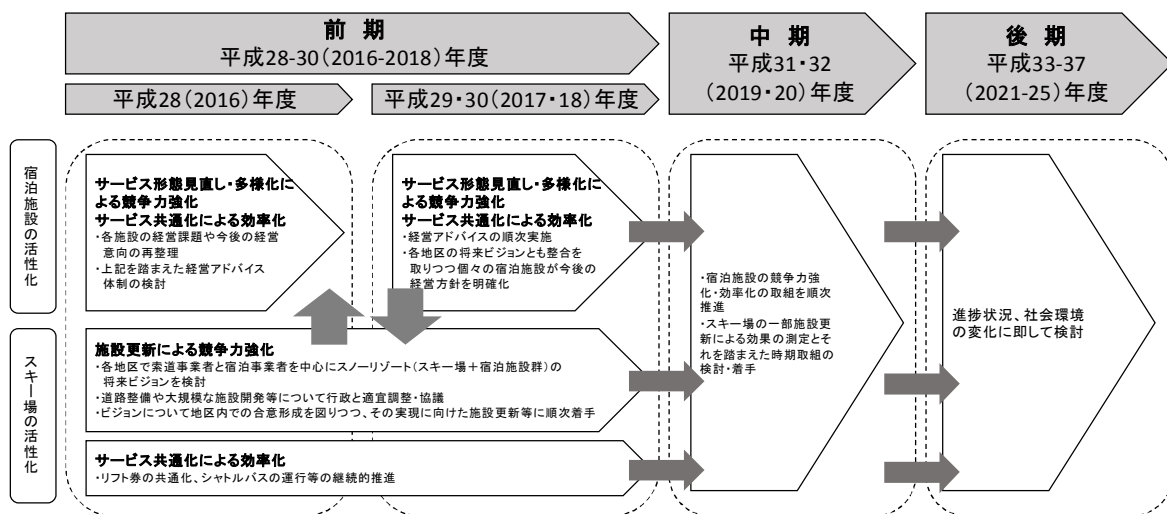 前 期
平成28-30(2016-2018)年度
中 期
平成31・32
(2019・20)年度
後 期
平成33-37
(2021-25)年度
平成28(2016)年度
平成29・30(2017・18)年度
宿泊施設の活性化
サービス形態見直し・多様化に
よる競争力強化
サービス共通化による効率化
・各施設の経営課題や今後の経営
意向の再整理
・上記を踏まえた経営アドバイス
体制の検討
サービス形態見直し・多様化に
よる競争力強化
サービス共通化による効率化
・経営アドバイスの順次実施
・各地区の将来ビジョンとも整合を
取りつつ個々の宿泊施設が今後の
経営方針を明確化
スキー場の活性化
施設更新による競争力強化
・各地区で索道事業者と宿泊事業者を中心にスノーリゾート(スキー場+宿泊施設群)の
将来ビジョンを検討
・道路整備や大規模な施設開発等について行政と適宜調整・協議
・ビジョンについて地区内での合意形成を図りつつ、その実現に向けた施設更新等に順次着手
サービス共通化による効率化
・リフト券の共通化、シャトルバスの運行等の継続的推進
・宿泊施設の競争力強
化・効率化の取組を順次
推進
・スキー場の一部施設更
新による効果の測定とそ
れを踏まえた時期取組の
検討・着手
進捗状況、社会環境
の変化に即して検討